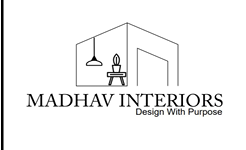 MADHAV INTERIORS
Design With Purpose